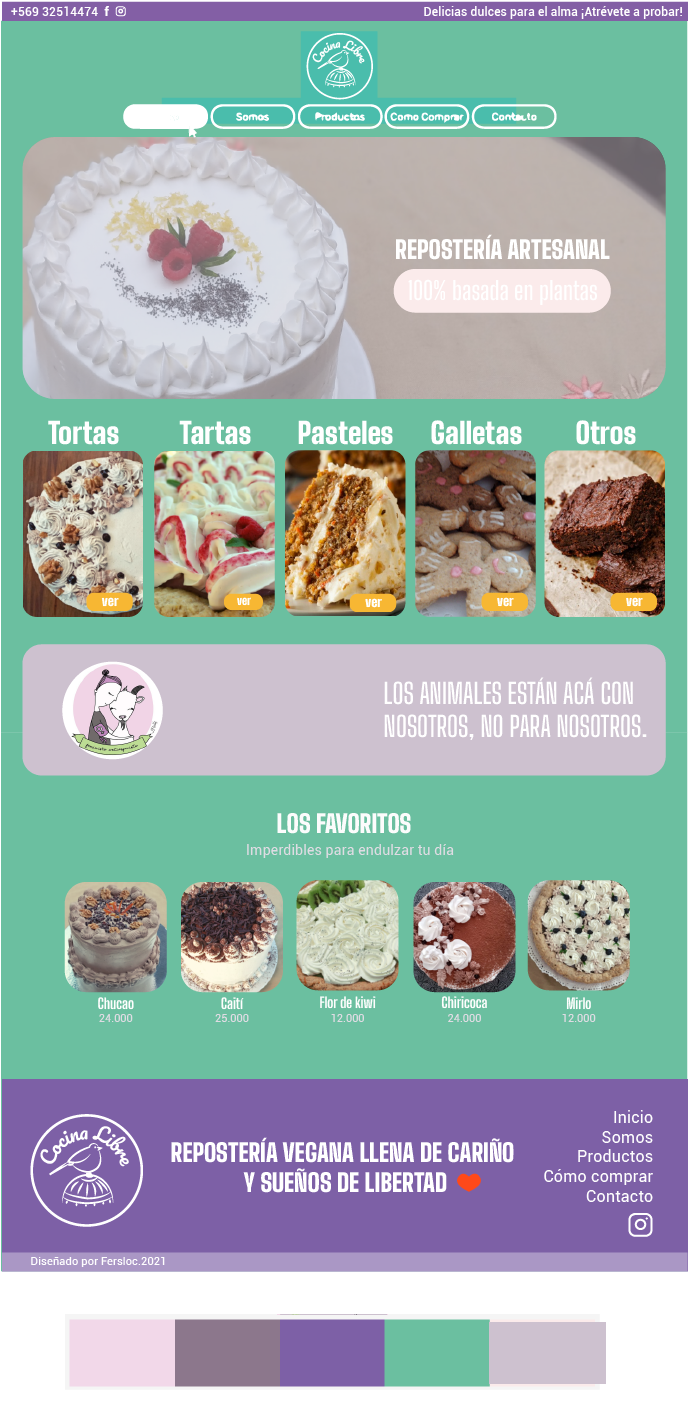 +569 32514474
Delicias dulces para el alma ¡Atrévete a probar!
Cocina Libre
Somos
Productos
Como Comprar
Contacto
REPOSTERÍA ARTESANAL
100% basada en plantas
Tortas
Tartas
Pasteles
Galletas
Otros
ver
ver
ver
ver
ver
LOS ANIMALES ESTÁN ACÁ CON
NOSOTROS, NO PARA NOSOTROS.
LOS FAVORITOS
Imperdibles para endulzar tu día
Chucao
24.000
Caití
25.000
Flor de kiwi
12.000
Chiricoca
24.000
Mirlo
12.000
Cocina Libre
REPOSTERÍA VEGANA LLENA DE CARIÑO
Y SUEÑOS DE LIBERTAD
Inicio
Somos
Productos
Cómo comprar
Contacto
Diseñado por Fersloc.2021